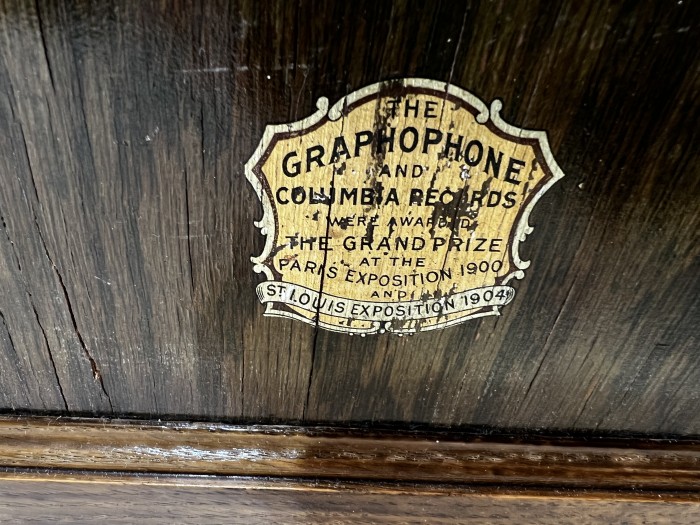 THE
GRAPHOPHONE
AND
COLUMBIA RECORDS
WERE AWARDED
THE GRAND PRIZE
AT THE
PARIS EXPOSITION 1900
AND
ST. LOUIS EXPOSITION 1904